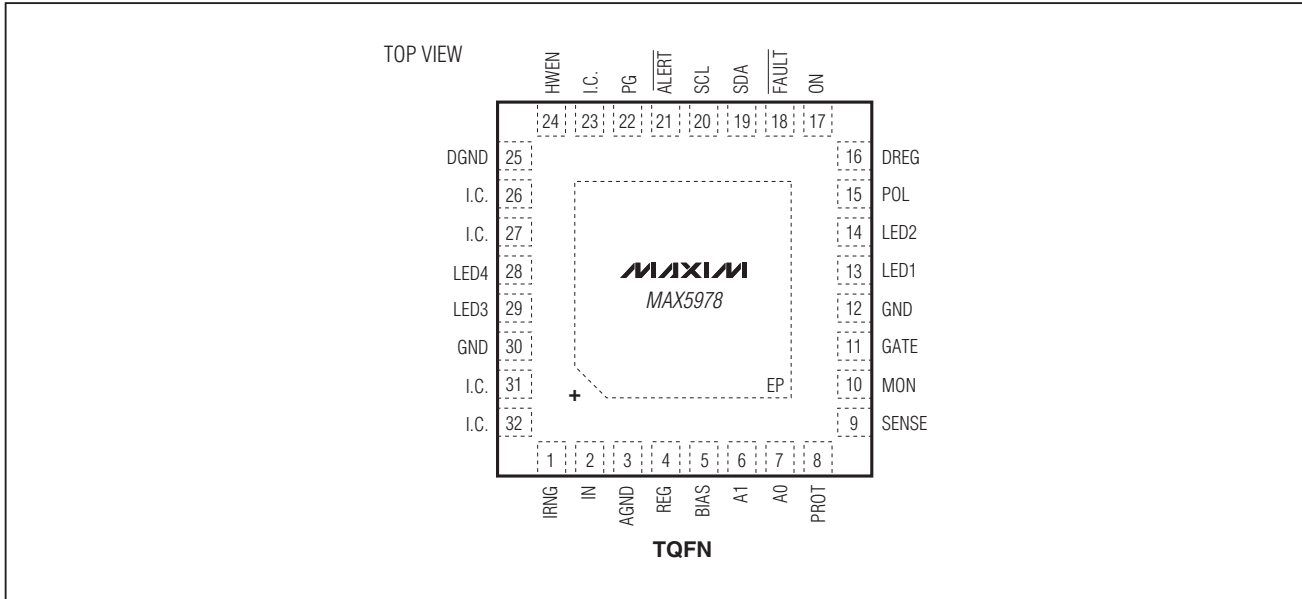 TOP VIEW
HWEN
I.C.
PG
ALERT
SCL
SDA
FAULT
ON
24 23 22 21 20 19 18 17
DGND 25 16 DREG
I.C. 26 15 POL
I.C. 27 14 LED2
LED4 28 13 LED1
LED3 29 12 GND
GND 30 11 GATE
I.C. 31 10 MON
I.C. 32 9 SENSE
MAXIM
MAX5978
EP
+
1 2 3 4 5 6 7 8
IRNG
IN
AGND
REG
BIAS
A1
A0
PROT
TQFN